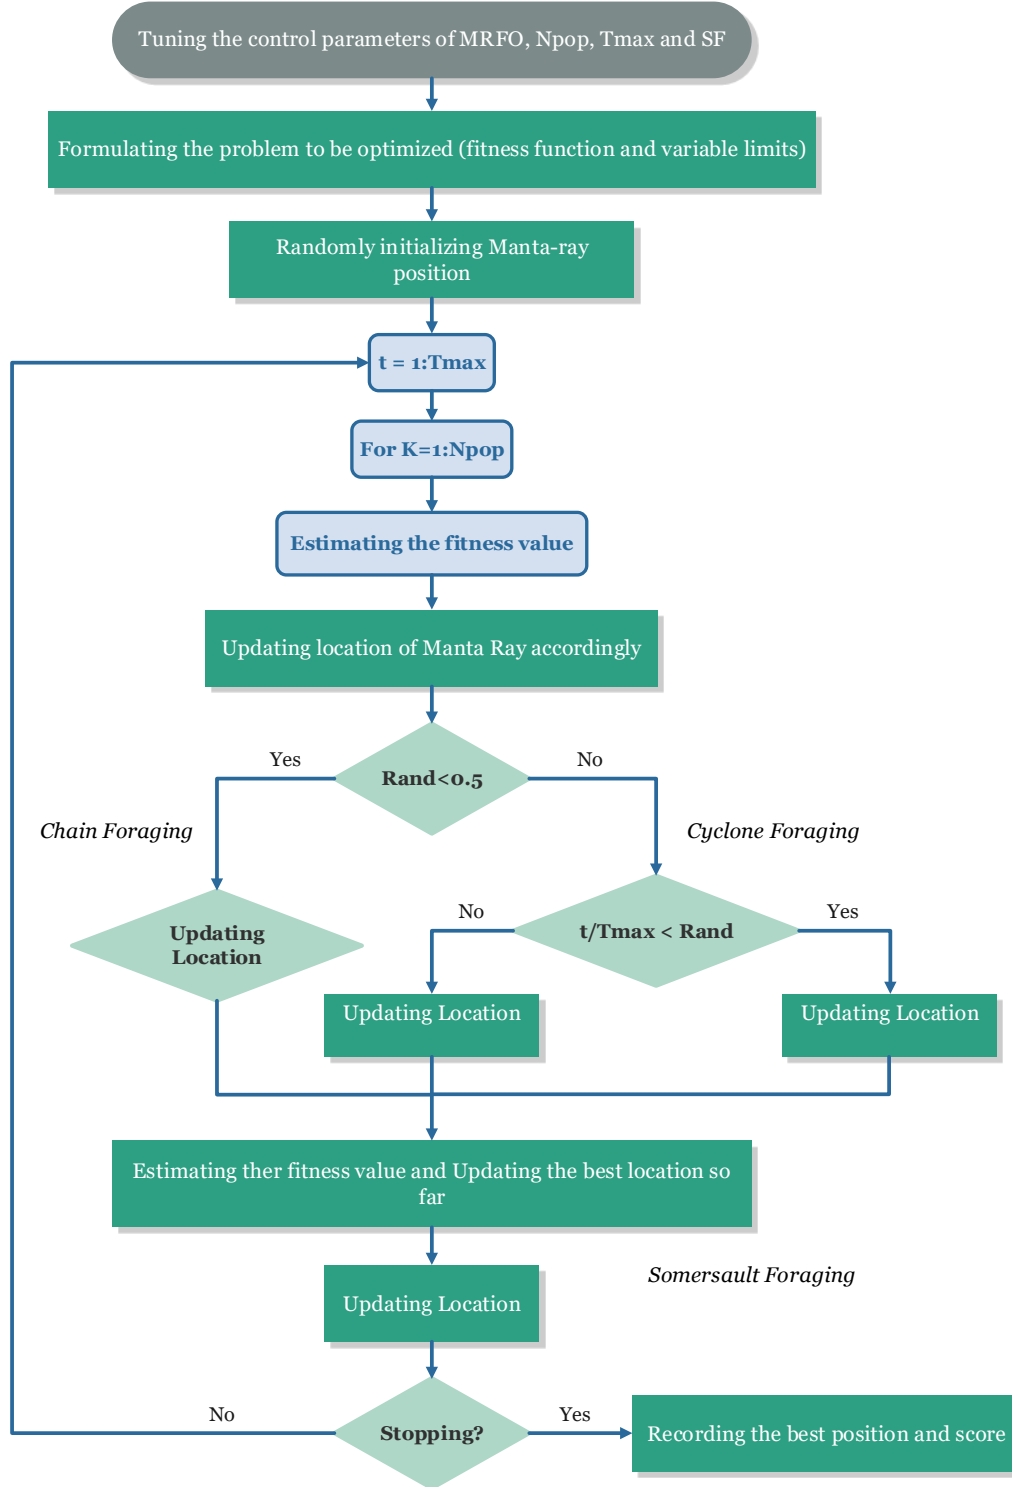 Tuning the control parameters of MRFO, Npop, Tmax and SF
Formulating the problem to be optimized (fitness function and variable limits)
Randomly initializing Manta-ray
position
t = 1:Tmax
For K=1:Npop
Estimating the fitness value
Updating location of Manta Ray accordingly
Yes
No
Rand<0.5
Chain Foraging
Cyclone Foraging
No
Yes
t/Tmax < Rand
Updating
Location
Updating Location
Updating Location
Estimating ther fitness value and Updating the best location so
far
Somersault Foraging
Updating Location
No
Yes
Stopping?
Recording the best position and score